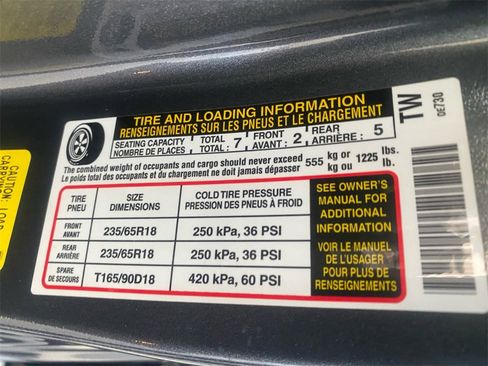 TIRE AND LOADING INFORMATION
RENSEIGNEMENTS SUR LES PNEUS ET LE CHARGEMENT
SEATING CAPACITY TOTAL FRONT REAR
NOMBRE DE PLACES TOTAL : 7 AVANT : 2 ARRIÈRE : 5
The combined weight of occupants and cargo should never exceed 555 kg or 1225 lbs.
Le poids total des occupants et du chargement ne doit jamais dépasser kg ou lb.
TIRE SIZE COLD TIRE PRESSURE
PNEU DIMENSIONS PRESSION DES PNEUS À FROID
FRONT
AVANT 235/65R18 250 kPa, 36 PSI
REAR
ARRIÈRE 235/65R18 250 kPa, 36 PSI
SPARE
DE SECOURS T165/90D18 420 kPa, 60 PSI
SEE OWNER'S
MANUAL FOR
ADDITIONAL
INFORMATION
VOIR LE MANUEL
DE L'USAGER
POUR PLUS DE
RENSEIGNEMENTS
TW
0E730
CAUTION: LOAD